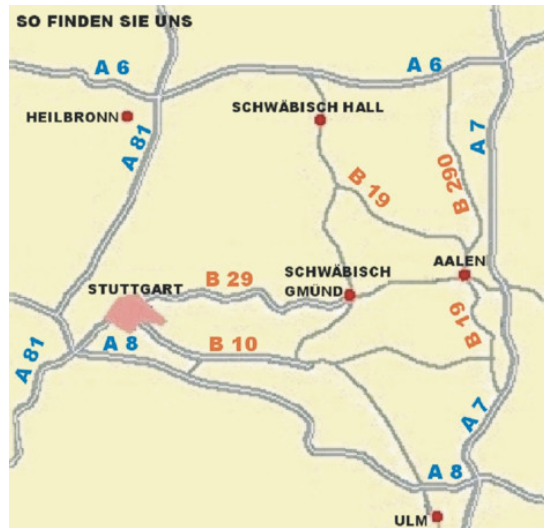 SO FINDEN SIE UNS
A 6
A 6
SCHWÄBISCH HALL
HEILBRONN
A 81
A 7
B 19
B 290
AALEN
SCHWÄBISCH
GMÜND
B 29
STUTTGART
B 19
A 81
A 8
B 10
A 7
A 8
ULM